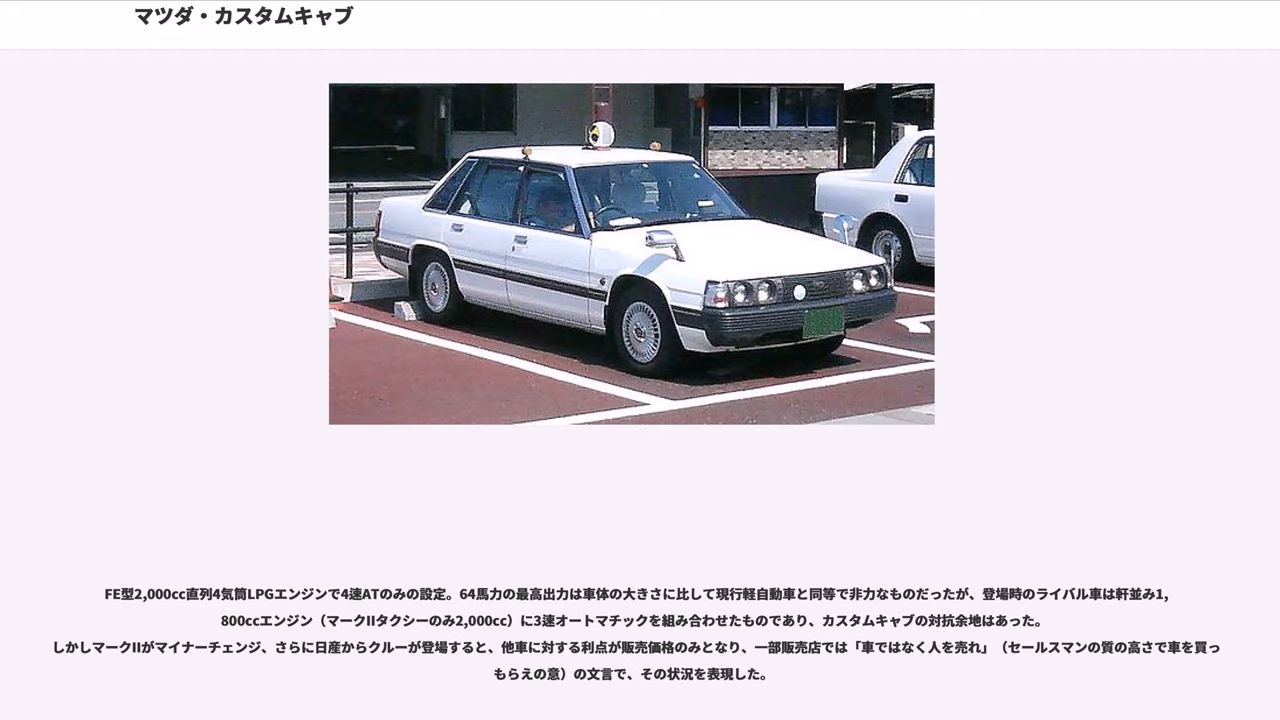 マツダ・カスタムキャブ
FE型2,000cc直列4気筒LPGエンジンで4速ATのみの設定。64馬力の最高出力は車体の大きさに比して現行軽自動車と同等で非力なものだったが、登場時のライバル車は軒並み1,
800ccエンジン（マークIIタクシーのみ2,000cc）に3速オートマチックを組み合わせたものであり、カスタムキャブの対抗余地はあった。
しかしマークIIがマイナーチェンジ、さらに日産からクルーが登場すると、他車に対する利点が販売価格のみとなり、一部販売店では「車ではなく人を売れ」（セールスマンの質の高さで車を買っ
もらえの意）の文言で、その状況を表現した。